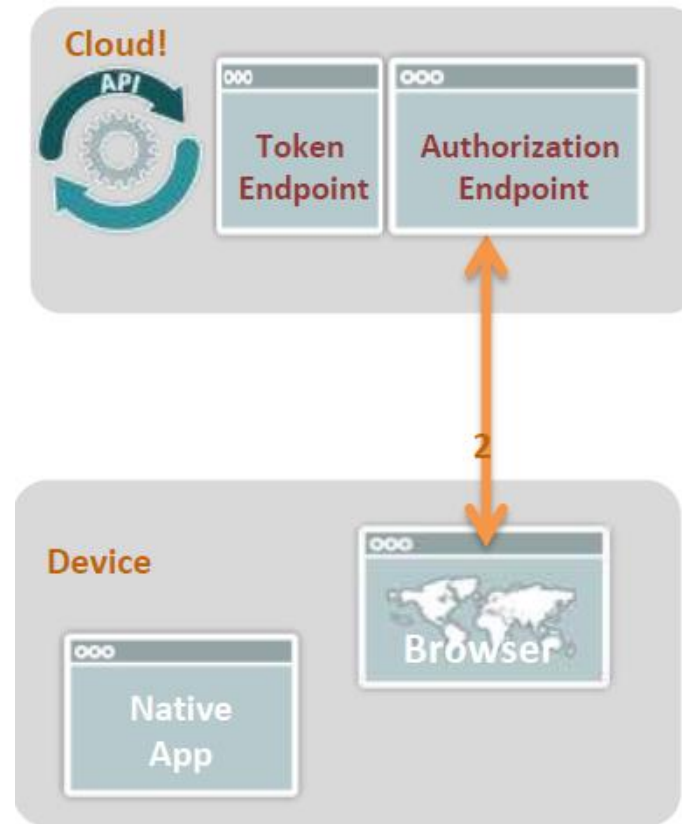 Cloud!
API
Token
Endpoint
Authorization
Endpoint
2
Device
Browser
Native
App